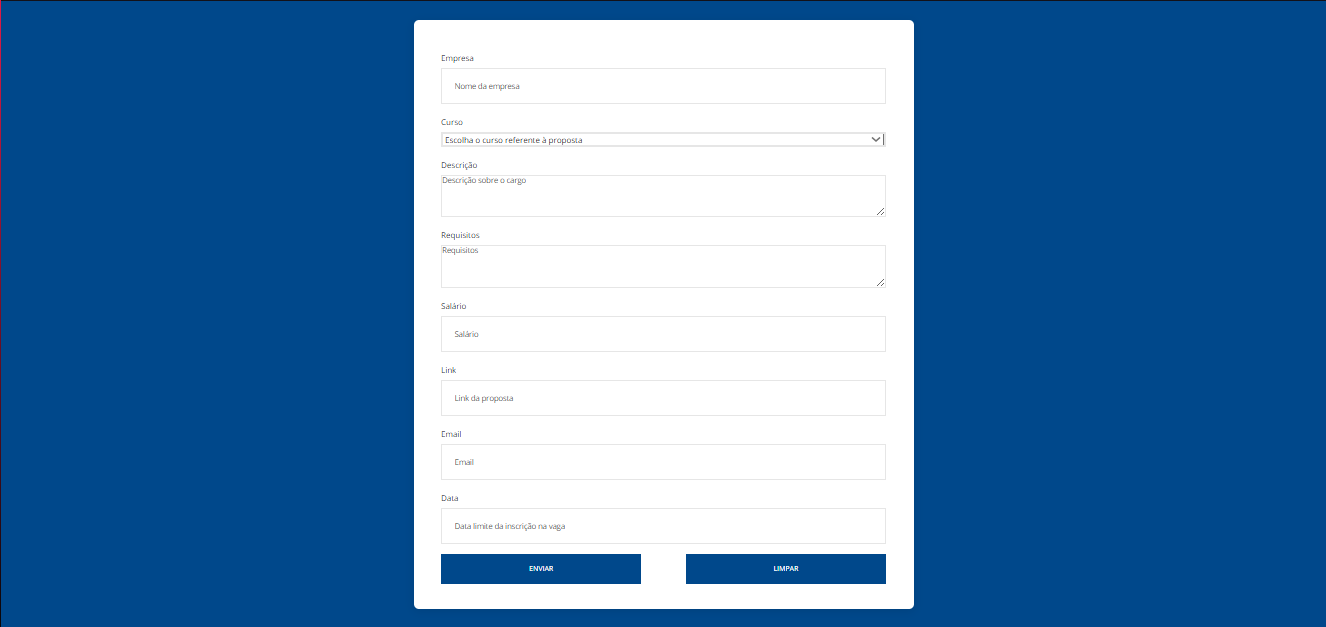 Empresa
Nome da empresa
Curso
Escolha o curso referente à proposta
Descrição
Descrição sobre o cargo
Requisitos
Requisitos
Salário
Salário
Link
Link da proposta
Email
Email
Data
Data limite da inscrição na vaga
ENVIAR
LIMPAR